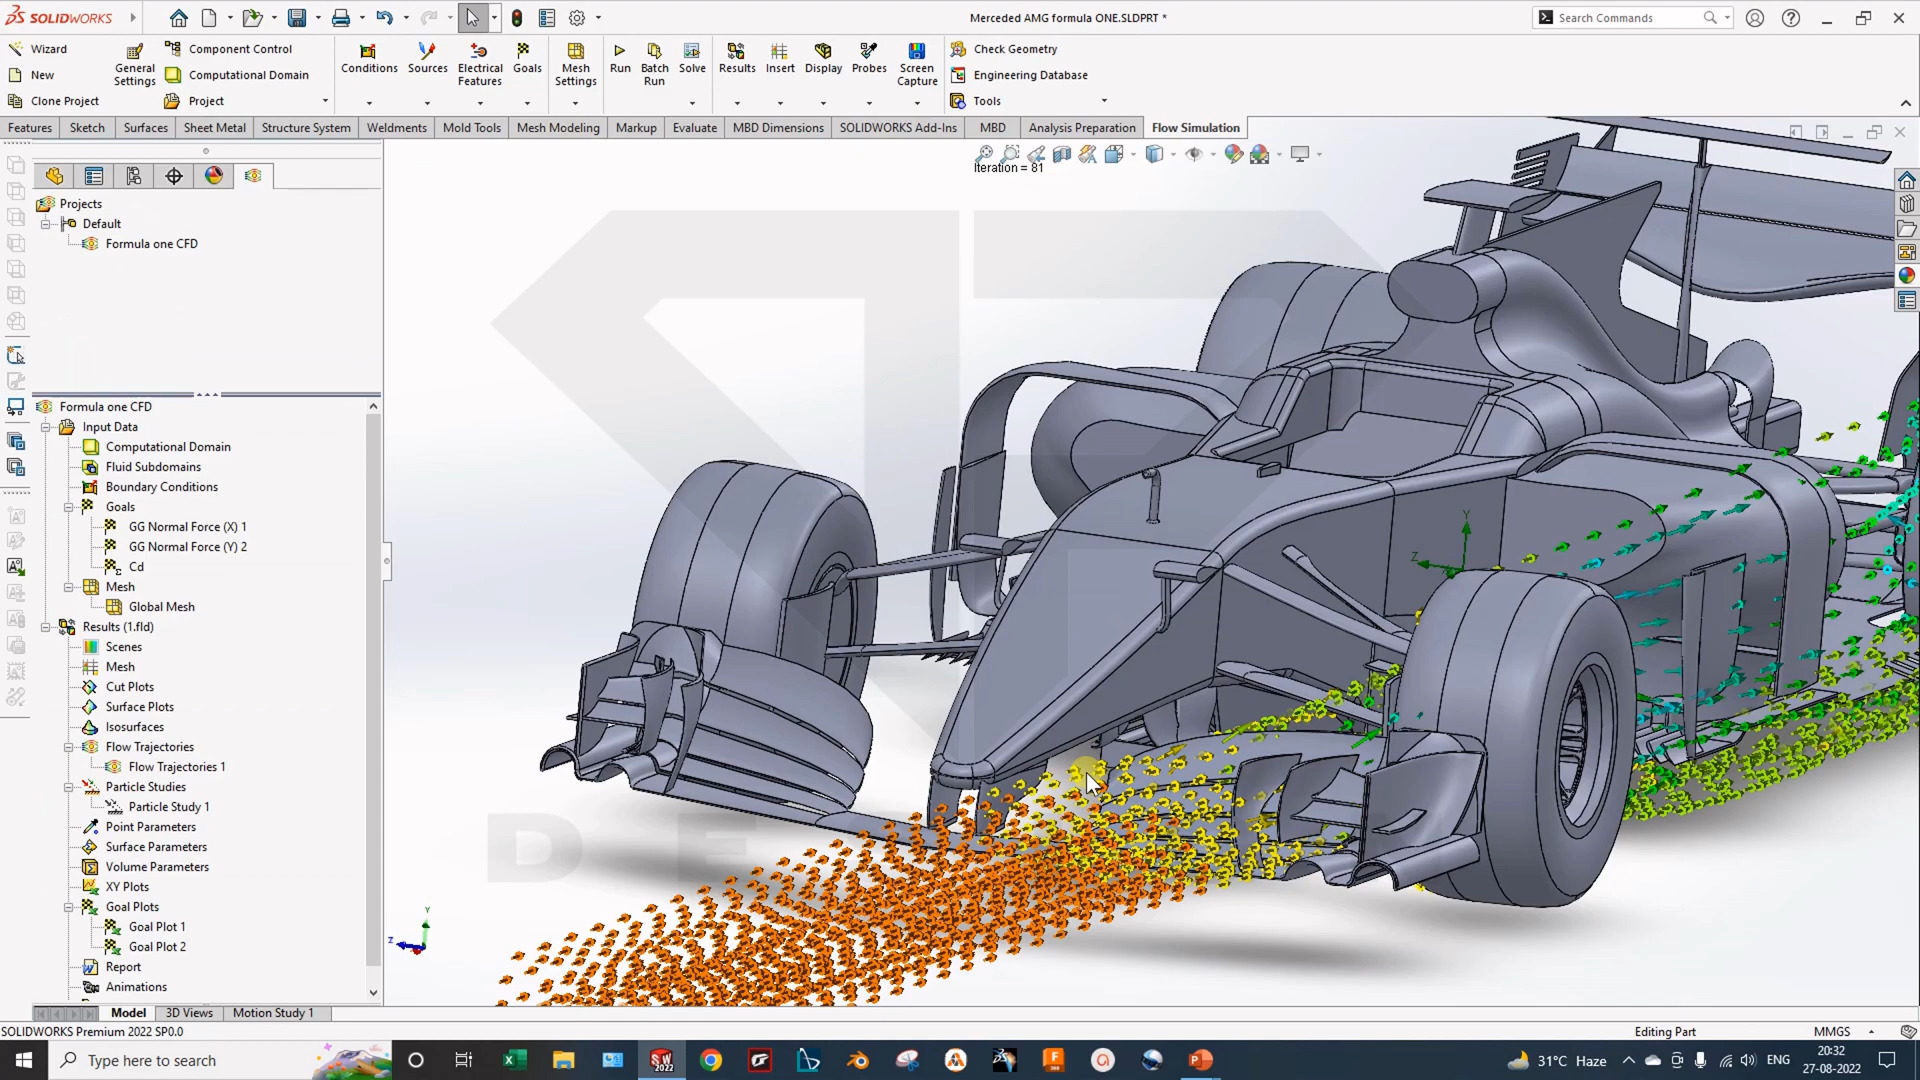 SOLIDWORKS
Merceded AMG formula ONE.SLDPRT *
Search Commands
Wizard
New
Clone Project
General
Settings
Component Control
Computational Domain
Project
Conditions
Sources
Electrical
Features
Goals
Mesh
Settings
Run
Batch
Run
Solve
Results
Insert
Display
Probes
Screen
Capture
Check Geometry
Engineering Database
Tools
Features
Sketch
Surfaces
Sheet Metal
Structure System
Weldments
Mold Tools
Mesh Modeling
Markup
Evaluate
MBD Dimensions
SOLIDWORKS Add-Ins
MBD
Analysis Preparation
Flow Simulation
Iteration = 81
Projects
Default
Formula one CFD
Formula one CFD
Input Data
Computational Domain
Fluid Subdomains
Boundary Conditions
Goals
GG Normal Force (X) 1
GG Normal Force (Y) 2
Cd
Mesh
Global Mesh
Results (1.fld)
Scenes
Mesh
Cut Plots
Surface Plots
Isosurfaces
Flow Trajectories
Flow Trajectories 1
Particle Studies
Particle Study 1
Point Parameters
Surface Parameters
Volume Parameters
XY Plots
Goal Plots
Goal Plot 1
Goal Plot 2
Report
Animations
Y
Z
Y
Z
D E
Model
3D Views
Motion Study 1
SOLIDWORKS Premium 2022 SP0.0
Editing Part
MMGS
Type here to search
SW
2022
31°C Haze
ENG
20:32
27-08-2022